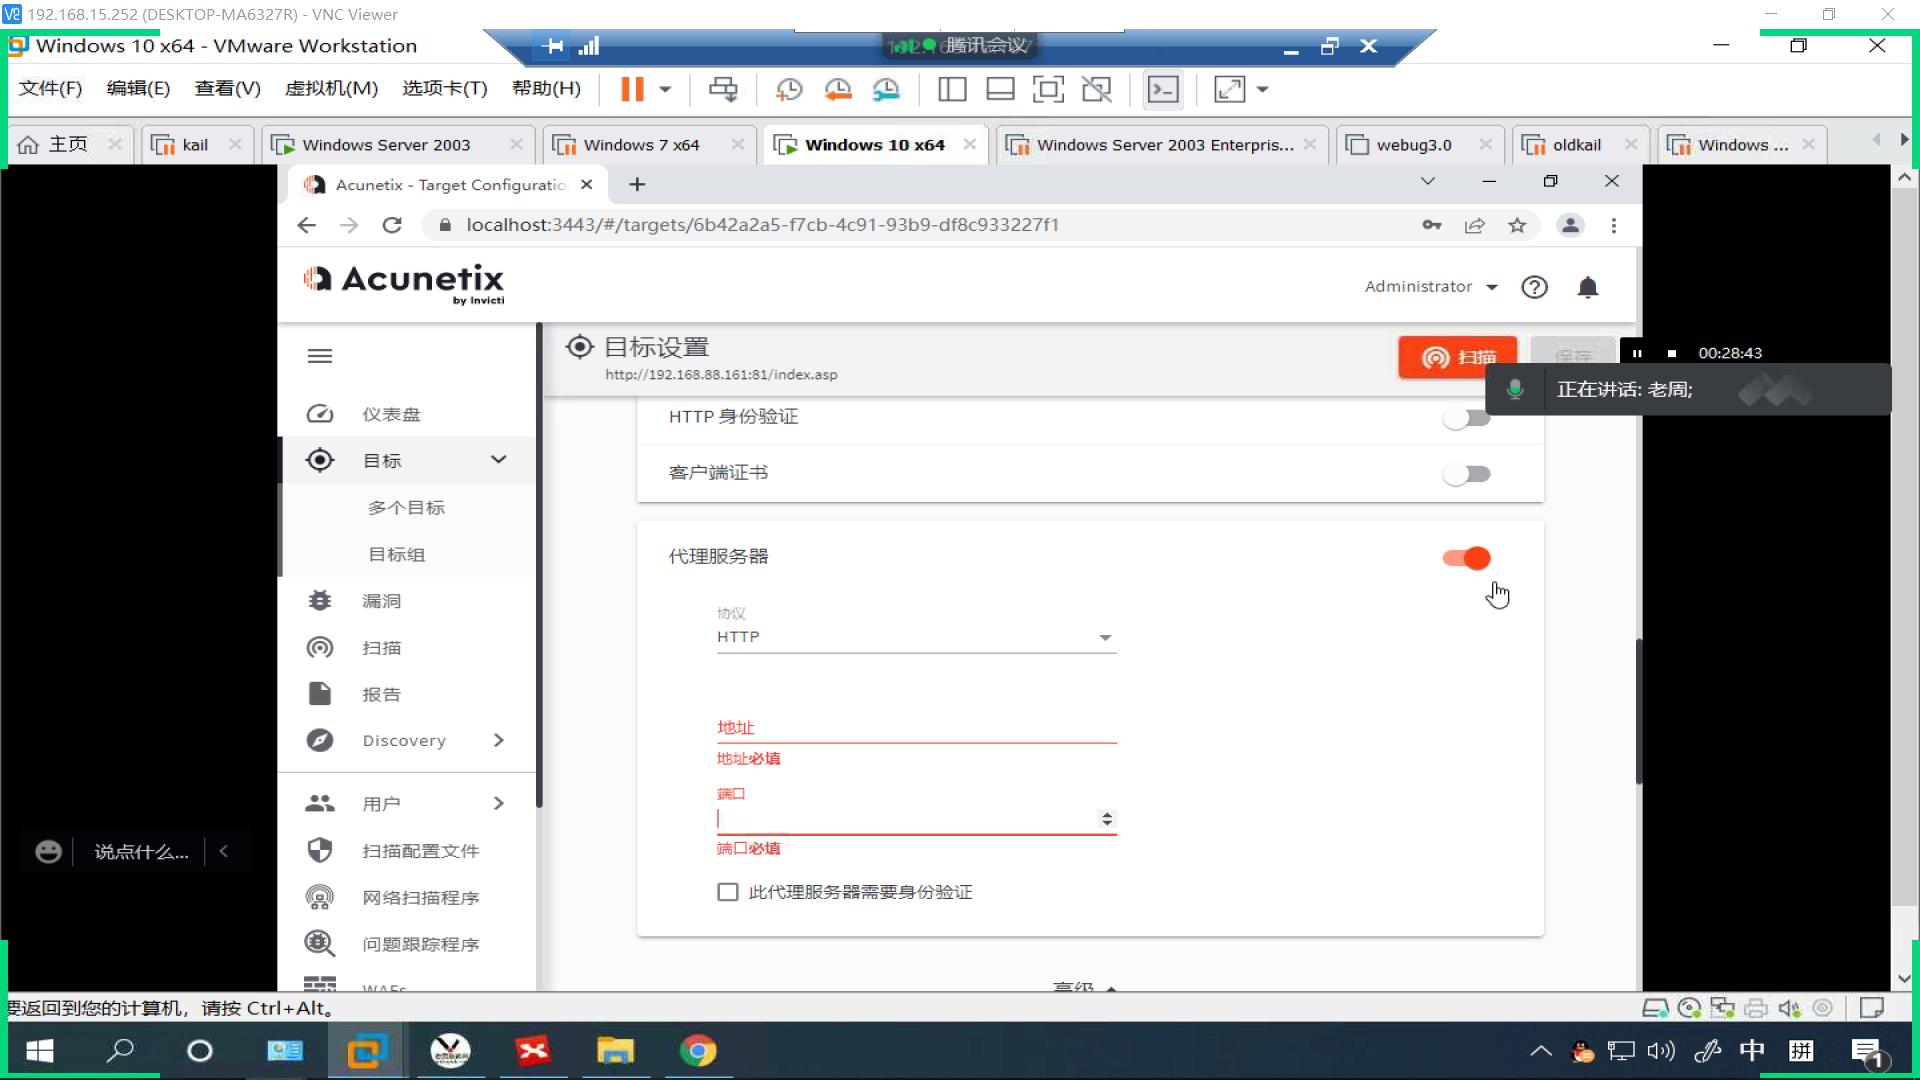 192.168.15.252 (DESKTOP-MA6327R) - VNC Viewer
Windows 10 x64 - VMware Workstation
腾讯会议
文件(F) 编辑(E) 查看(V) 虚拟机(M) 选项卡(T) 帮助(H)
主页 kail Windows Server 2003 Windows 7 x64 Windows 10 x64 Windows Server 2003 Enterpris... webug3.0 oldkail Windows ...
Acunetix - Target Configuratio
localhost:3443/#/targets/6b42a2a5-f7cb-4c91-93b9-df8c933227f1
Acunetix
by Invicti
Administrator
目标设置
http://192.168.88.161:81/index.asp
扫描
保存
00:28:43
正在讲话: 老周;
仪表盘
目标
多个目标
目标组
漏洞
扫描
报告
Discovery
用户
扫描配置文件
网络扫描程序
问题跟踪程序
WAFs
HTTP 身份验证
客户端证书
代理服务器
协议
HTTP
地址
地址必填
端口
端口必填
此代理服务器需要身份验证
高级
说点什么...
要返回到您的计算机，请按 Ctrl+Alt。
中 拼 1